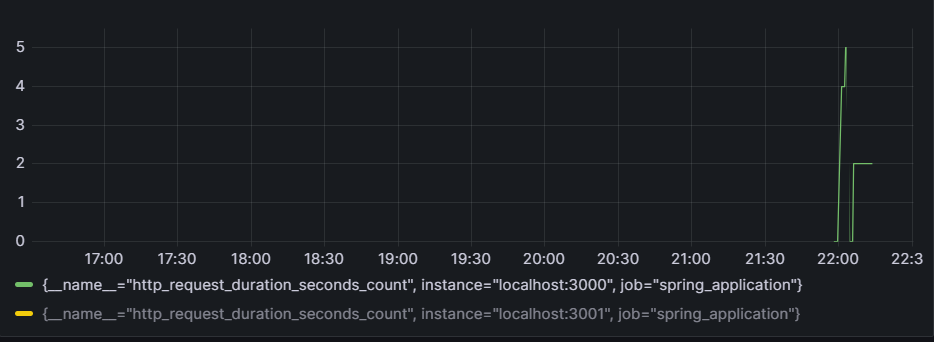 5
4
3
2
1
0
17:00 17:30 18:00 18:30 19:00 19:30 20:00 20:30 21:00 21:30 22:00 22:3
{__name__="http_request_duration_seconds_count", instance="localhost:3000", job="spring_application"}
{__name__="http_request_duration_seconds_count", instance="localhost:3001", job="spring_application"}